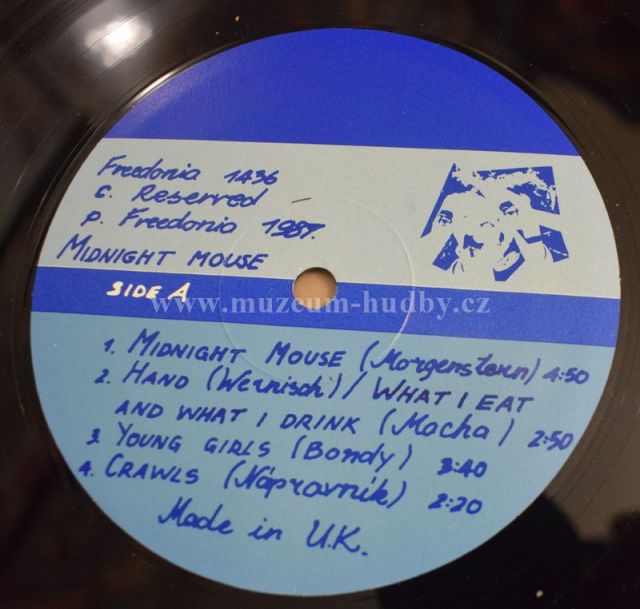 Freedonia 1436
c. Reserred
p. Freedonia 1987.
MIDNIGHT MOUSE
SIDE A
www.muzeum-hudby.cz
1. MIDNIGHT MOUSE (Morgenstern) 4:50
2. HAND (Wernisch) / WHAT I EAT
AND WHAT I DRINK (Macha) 2:50
3 YOUNG GIRLS (Bondy) 3:40
4. CRAWLS (Nápravník) 2:20
Made in U.K.